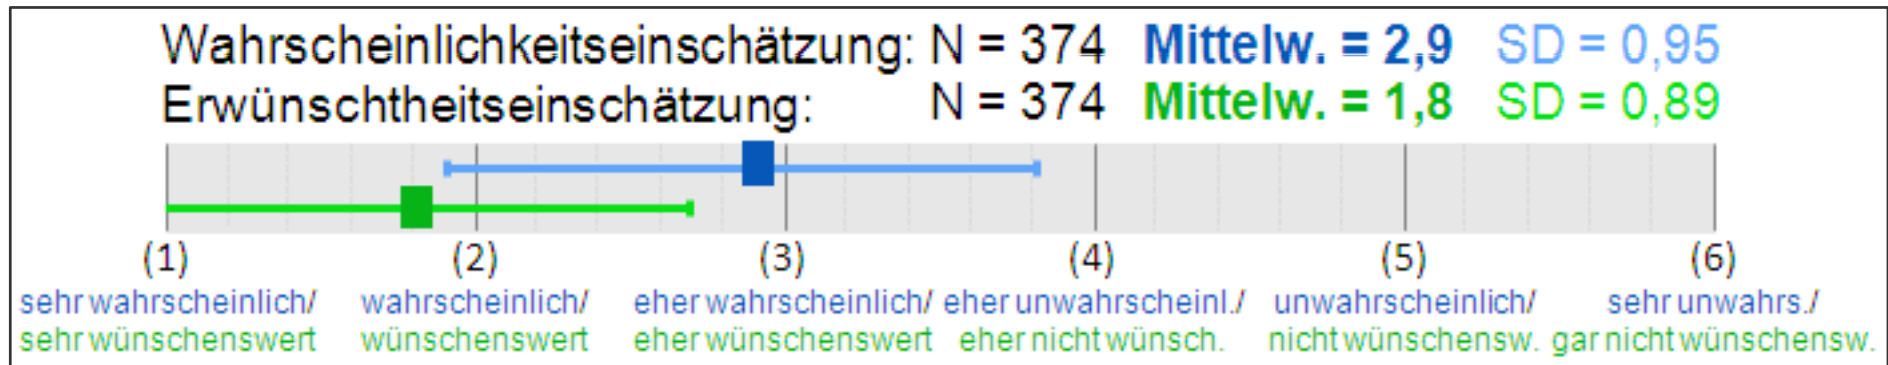 Wahrscheinlichkeitseinschätzung: N = 374 Mittelw. = 2,9 SD = 0,95
Erwünschtheitseinschätzung: N = 374 Mittelw. = 1,8 SD = 0,89
(1) (2) (3) (4) (5) (6)
sehr wahrscheinlich/ wahrscheinlich/ eher wahrscheinlich/ eher unwahrscheinl./ unwahrscheinlich/ sehr unwahrs./
sehr wünschenswert wünschenswert eher wünschenswert eher nicht wünsch. nicht wünschensw. gar nicht wünschensw.